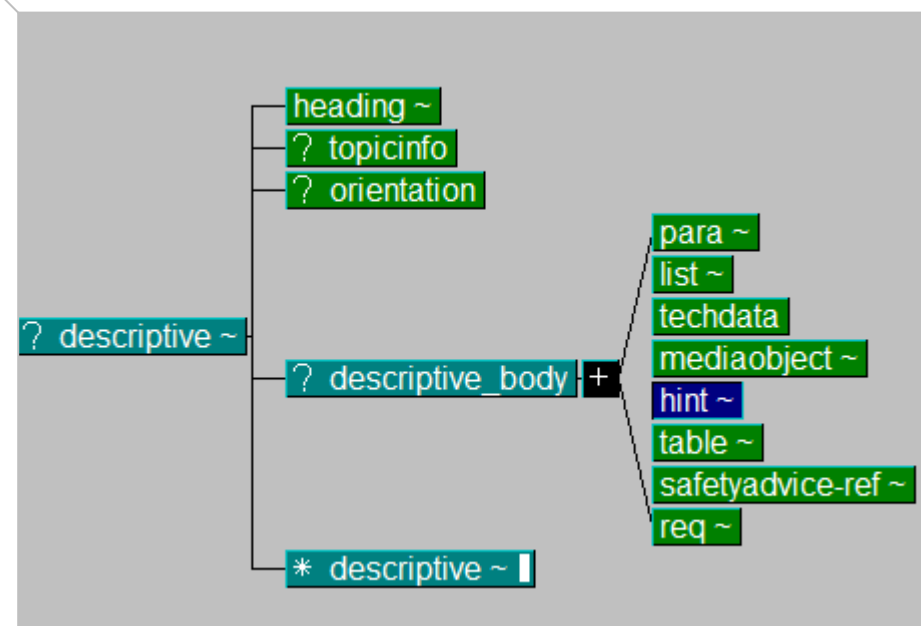 heading ~
? topicinfo
? orientation
para ~
list ~
techdata
? descriptive ~
mediaobject ~
? descriptive_body +
hint ~
table ~
safetyadvice-ref ~
req ~
* descriptive ~